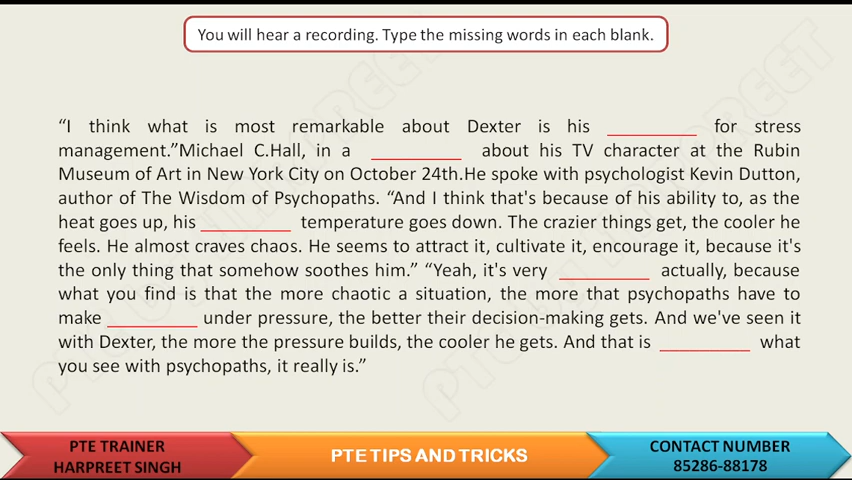 You will hear a recording. Type the missing words in each blank.
“I think what is most remarkable about Dexter is his __________ for stress
management.”Michael C.Hall, in a __________ about his TV character at the Rubin
Museum of Art in New York City on October 24th.He spoke with psychologist Kevin Dutton,
author of The Wisdom of Psychopaths. “And I think that's because of his ability to, as the
heat goes up, his __________ temperature goes down. The crazier things get, the cooler he
feels. He almost craves chaos. He seems to attract it, cultivate it, encourage it, because it's
the only thing that somehow soothes him.” “Yeah, it's very __________ actually, because
what you find is that the more chaotic a situation, the more that psychopaths have to
make __________ under pressure, the better their decision-making gets. And we've seen it
with Dexter, the more the pressure builds, the cooler he gets. And that is __________ what
you see with psychopaths, it really is.”
PTE TRAINER
HARPREET SINGH
PTE TIPS AND TRICKS
CONTACT NUMBER
85286-88178